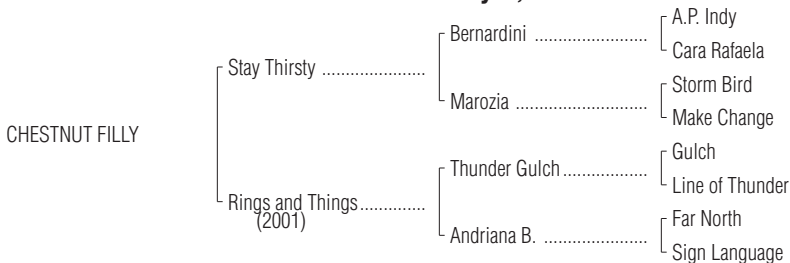 A.P. Indy
Bernardini ........................
Cara Rafaela
Stay Thirsty ......................
Storm Bird
Marozia ............................
Make Change
CHESTNUT FILLY
Gulch
Thunder Gulch ..................
Line of Thunder
Rings and Things..............
(2001)
Far North
Andriana B. ......................
Sign Language